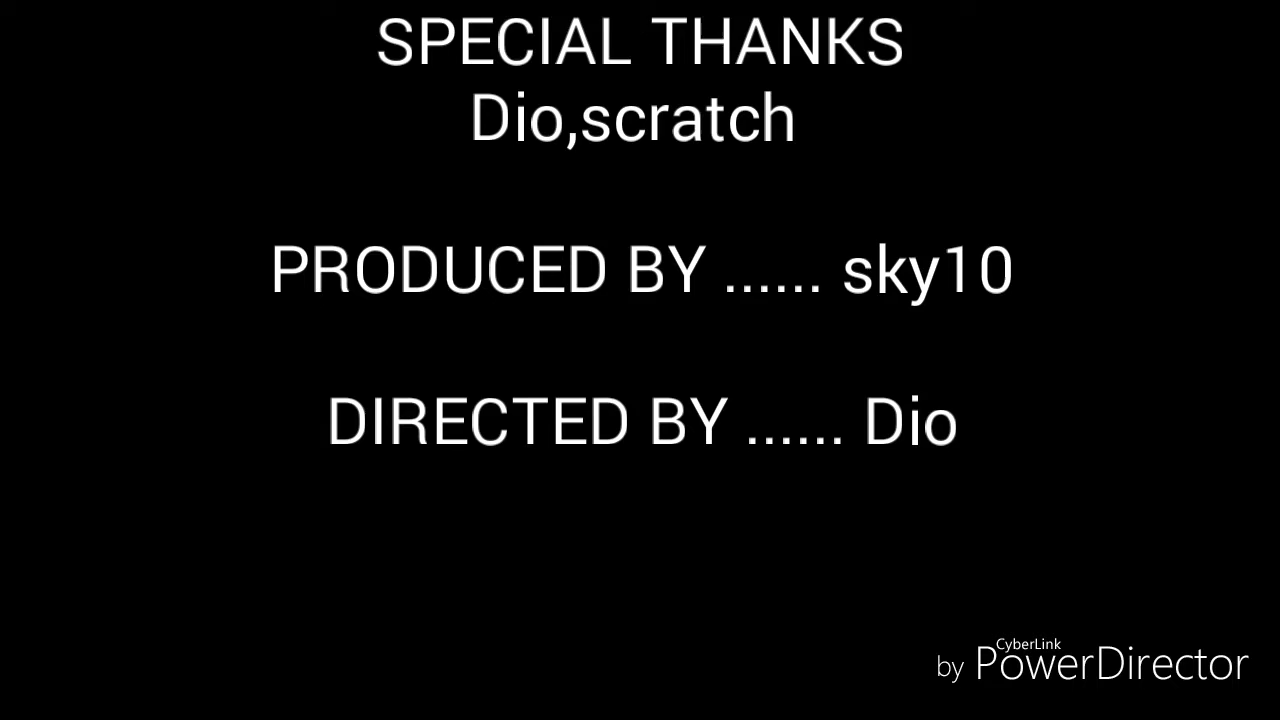 SPECIAL THANKS
Dio,scratch
PRODUCED BY ...... sky10
DIRECTED BY ...... Dio
CyberLink
by PowerDirector